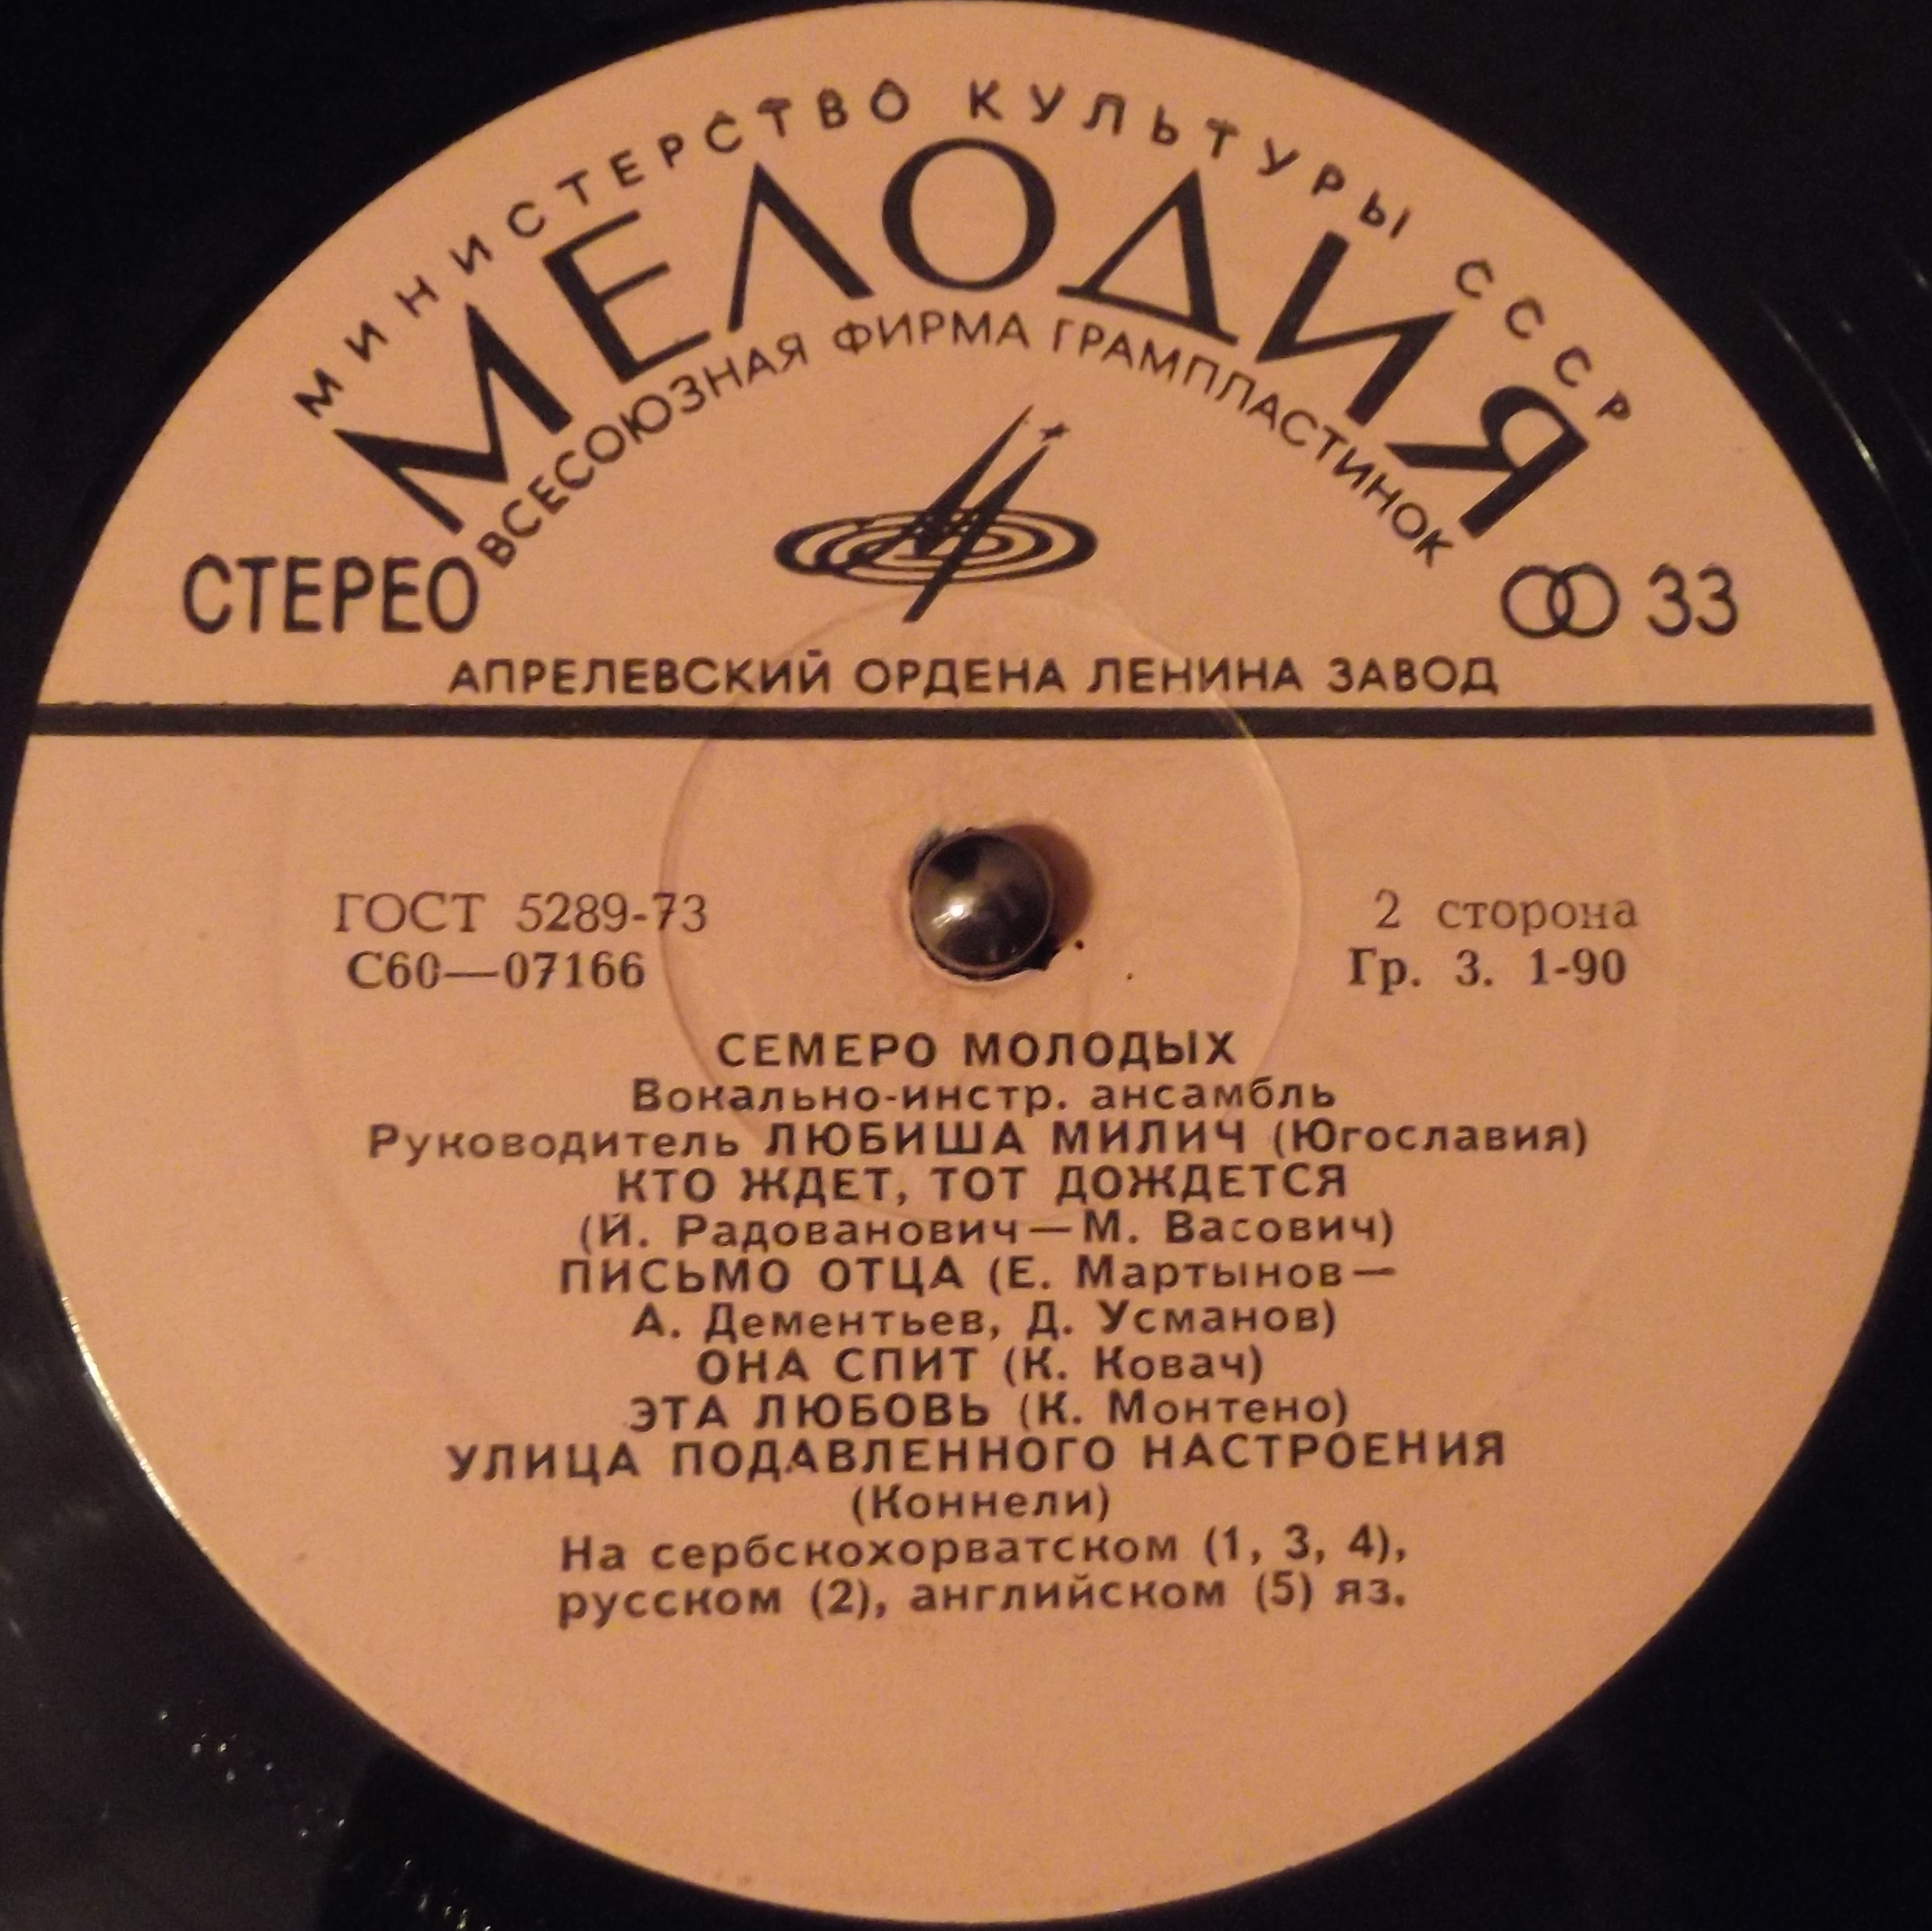 МИНИСТЕРСТВО КУЛЬТУРЫ СССР
МЕЛОДИЯ
ВСЕСОЮЗНАЯ ФИРМА ГРАМПЛАСТИНОК
СТЕРЕО
33
АПРЕЛЕВСКИЙ ОРДЕНА ЛЕНИНА ЗАВОД
ГОСТ 5289-73
2 сторона
С60—07166
Гр. 3. 1-90
СЕМЕРО МОЛОДЫХ
Вокально-инстр. ансамбль
Руководитель ЛЮБИША МИЛИЧ (Югославия)
КТО ЖДЕТ, ТОТ ДОЖДЕТСЯ
(Й. Радованович—М. Васович)
ПИСЬМО ОТЦА (Е. Мартынов—
А. Дементьев, Д. Усманов)
ОНА СПИТ (К. Ковач)
ЭТА ЛЮБОВЬ (К. Монтено)
УЛИЦА ПОДАВЛЕННОГО НАСТРОЕНИЯ
(Коннели)
На сербскохорватском (1, 3, 4),
русском (2), английском (5) яз.